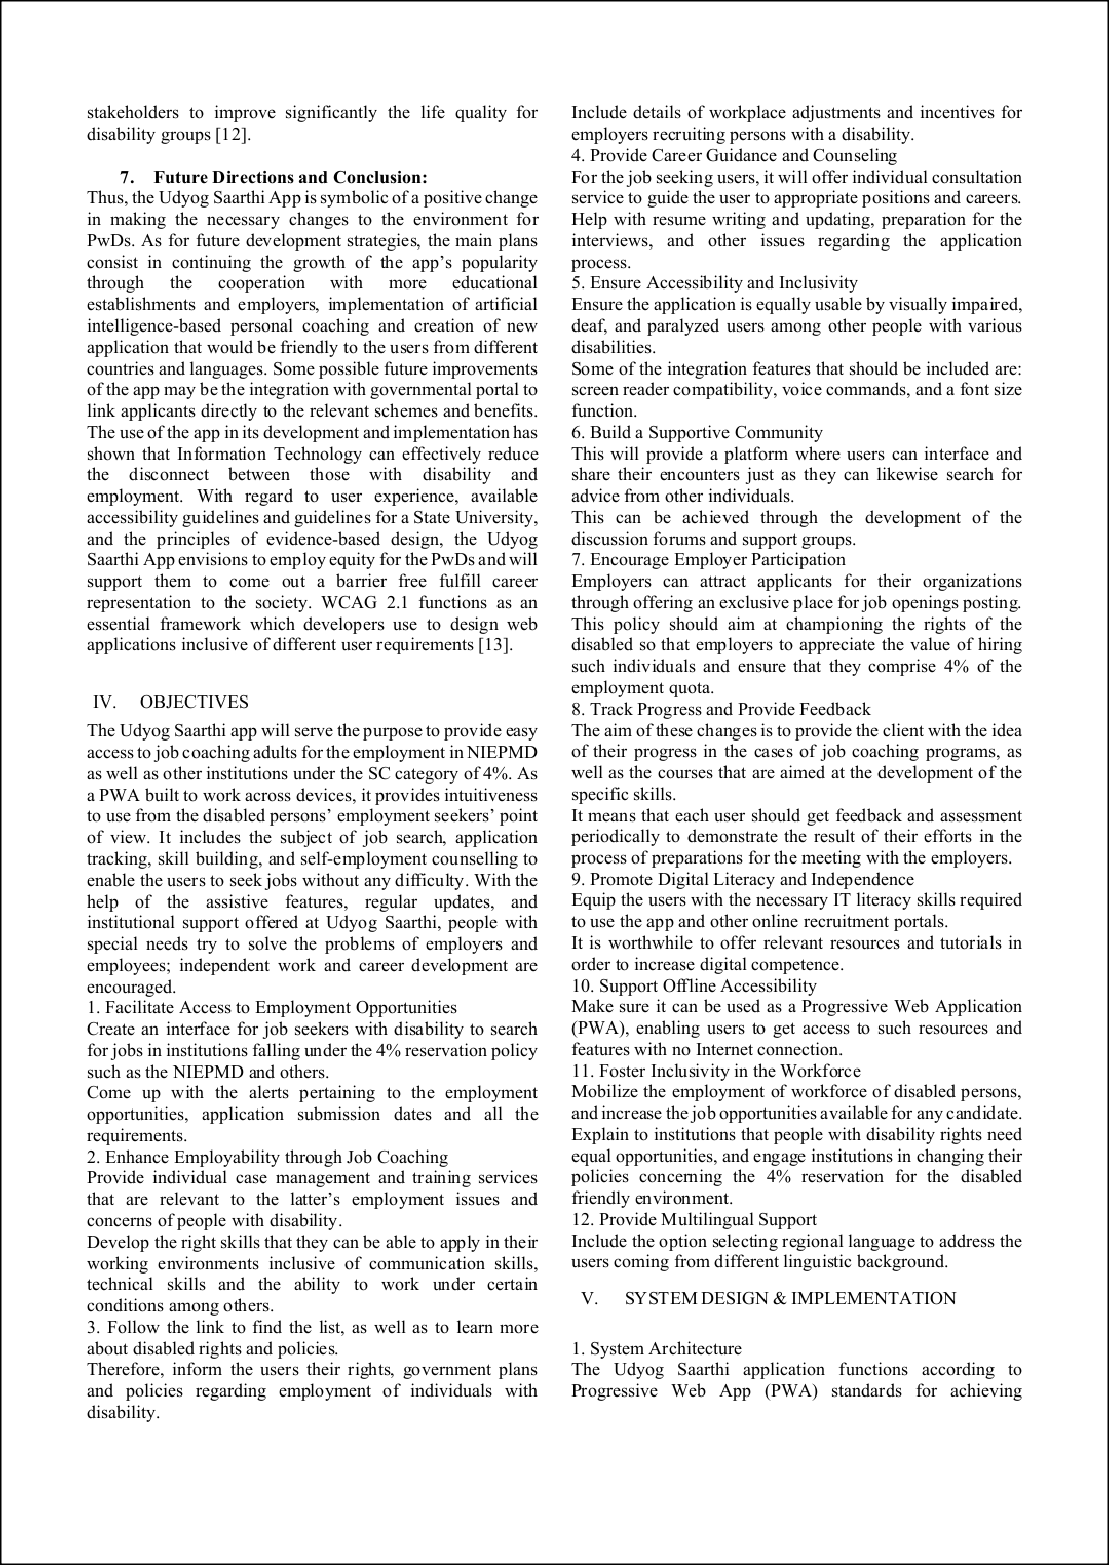 stakeholders to improve significantly the life quality for
disability groups [12].
7. Future Directions and Conclusion:
Thus, the Udyog Saarthi App is symbolic of a positive change
in making the necessary changes to the environment for
PwDs. As for future development strategies, the main plans
consist in continuing the growth of the app’s popularity
through the cooperation with more educational
establishments and employers, implementation of artificial
intelligence-based personal coaching and creation of new
application that would be friendly to the users from different
countries and languages. Some possible future improvements
of the app may be the integration with governmental portal to
link applicants directly to the relevant schemes and benefits.
The use of the app in its development and implementation has
shown that Information Technology can effectively reduce
the disconnect between those with disability and
employment. With regard to user experience, available
accessibility guidelines and guidelines for a State University,
and the principles of evidence-based design, the Udyog
Saarthi App envisions to employ equity for the PwDs and will
support them to come out a barrier free fulfill career
representation to the society. WCAG 2.1 functions as an
essential framework which developers use to design web
applications inclusive of different user requirements [13].
IV. OBJECTIVES
The Udyog Saarthi app will serve the purpose to provide easy
access to job coaching adults for the employment in NIEPMD
as well as other institutions under the SC category of 4%. As
a PWA built to work across devices, it provides intuitiveness
to use from the disabled persons’ employment seekers’ point
of view. It includes the subject of job search, application
tracking, skill building, and self-employment counselling to
enable the users to seek jobs without any difficulty. With the
help of the assistive features, regular updates, and
institutional support offered at Udyog Saarthi, people with
special needs try to solve the problems of employers and
employees; independent work and career development are
encouraged.
1. Facilitate Access to Employment Opportunities
Create an interface for job seekers with disability to search
for jobs in institutions falling under the 4% reservation policy
such as the NIEPMD and others.
Come up with the alerts pertaining to the employment
opportunities, application submission dates and all the
requirements.
2. Enhance Employability through Job Coaching
Provide individual case management and training services
that are relevant to the latter’s employment issues and
concerns of people with disability.
Develop the right skills that they can be able to apply in their
working environments inclusive of communication skills,
technical skills and the ability to work under certain
conditions among others.
3. Follow the link to find the list, as well as to learn more
about disabled rights and policies.
Therefore, inform the users their rights, government plans
and policies regarding employment of individuals with
disability.
Include details of workplace adjustments and incentives for
employers recruiting persons with a disability.
4. Provide Career Guidance and Counseling
For the job seeking users, it will offer individual consultation
service to guide the user to appropriate positions and careers.
Help with resume writing and updating, preparation for the
interviews, and other issues regarding the application
process.
5. Ensure Accessibility and Inclusivity
Ensure the application is equally usable by visually impaired,
deaf, and paralyzed users among other people with various
disabilities.
Some of the integration features that should be included are:
screen reader compatibility, voice commands, and a font size
function.
6. Build a Supportive Community
This will provide a platform where users can interface and
share their encounters just as they can likewise search for
advice from other individuals.
This can be achieved through the development of the
discussion forums and support groups.
7. Encourage Employer Participation
Employers can attract applicants for their organizations
through offering an exclusive place for job openings posting.
This policy should aim at championing the rights of the
disabled so that employers to appreciate the value of hiring
such individuals and ensure that they comprise 4% of the
employment quota.
8. Track Progress and Provide Feedback
The aim of these changes is to provide the client with the idea
of their progress in the cases of job coaching programs, as
well as the courses that are aimed at the development of the
specific skills.
It means that each user should get feedback and assessment
periodically to demonstrate the result of their efforts in the
process of preparations for the meeting with the employers.
9. Promote Digital Literacy and Independence
Equip the users with the necessary IT literacy skills required
to use the app and other online recruitment portals.
It is worthwhile to offer relevant resources and tutorials in
order to increase digital competence.
10. Support Offline Accessibility
Make sure it can be used as a Progressive Web Application
(PWA), enabling users to get access to such resources and
features with no Internet connection.
11. Foster Inclusivity in the Workforce
Mobilize the employment of workforce of disabled persons,
and increase the job opportunities available for any candidate.
Explain to institutions that people with disability rights need
equal opportunities, and engage institutions in changing their
policies concerning the 4% reservation for the disabled
friendly environment.
12. Provide Multilingual Support
Include the option selecting regional language to address the
users coming from different linguistic background.
V. SYSTEM DESIGN & IMPLEMENTATION
1. System Architecture
The Udyog Saarthi application functions according to
Progressive Web App (PWA) standards for achieving